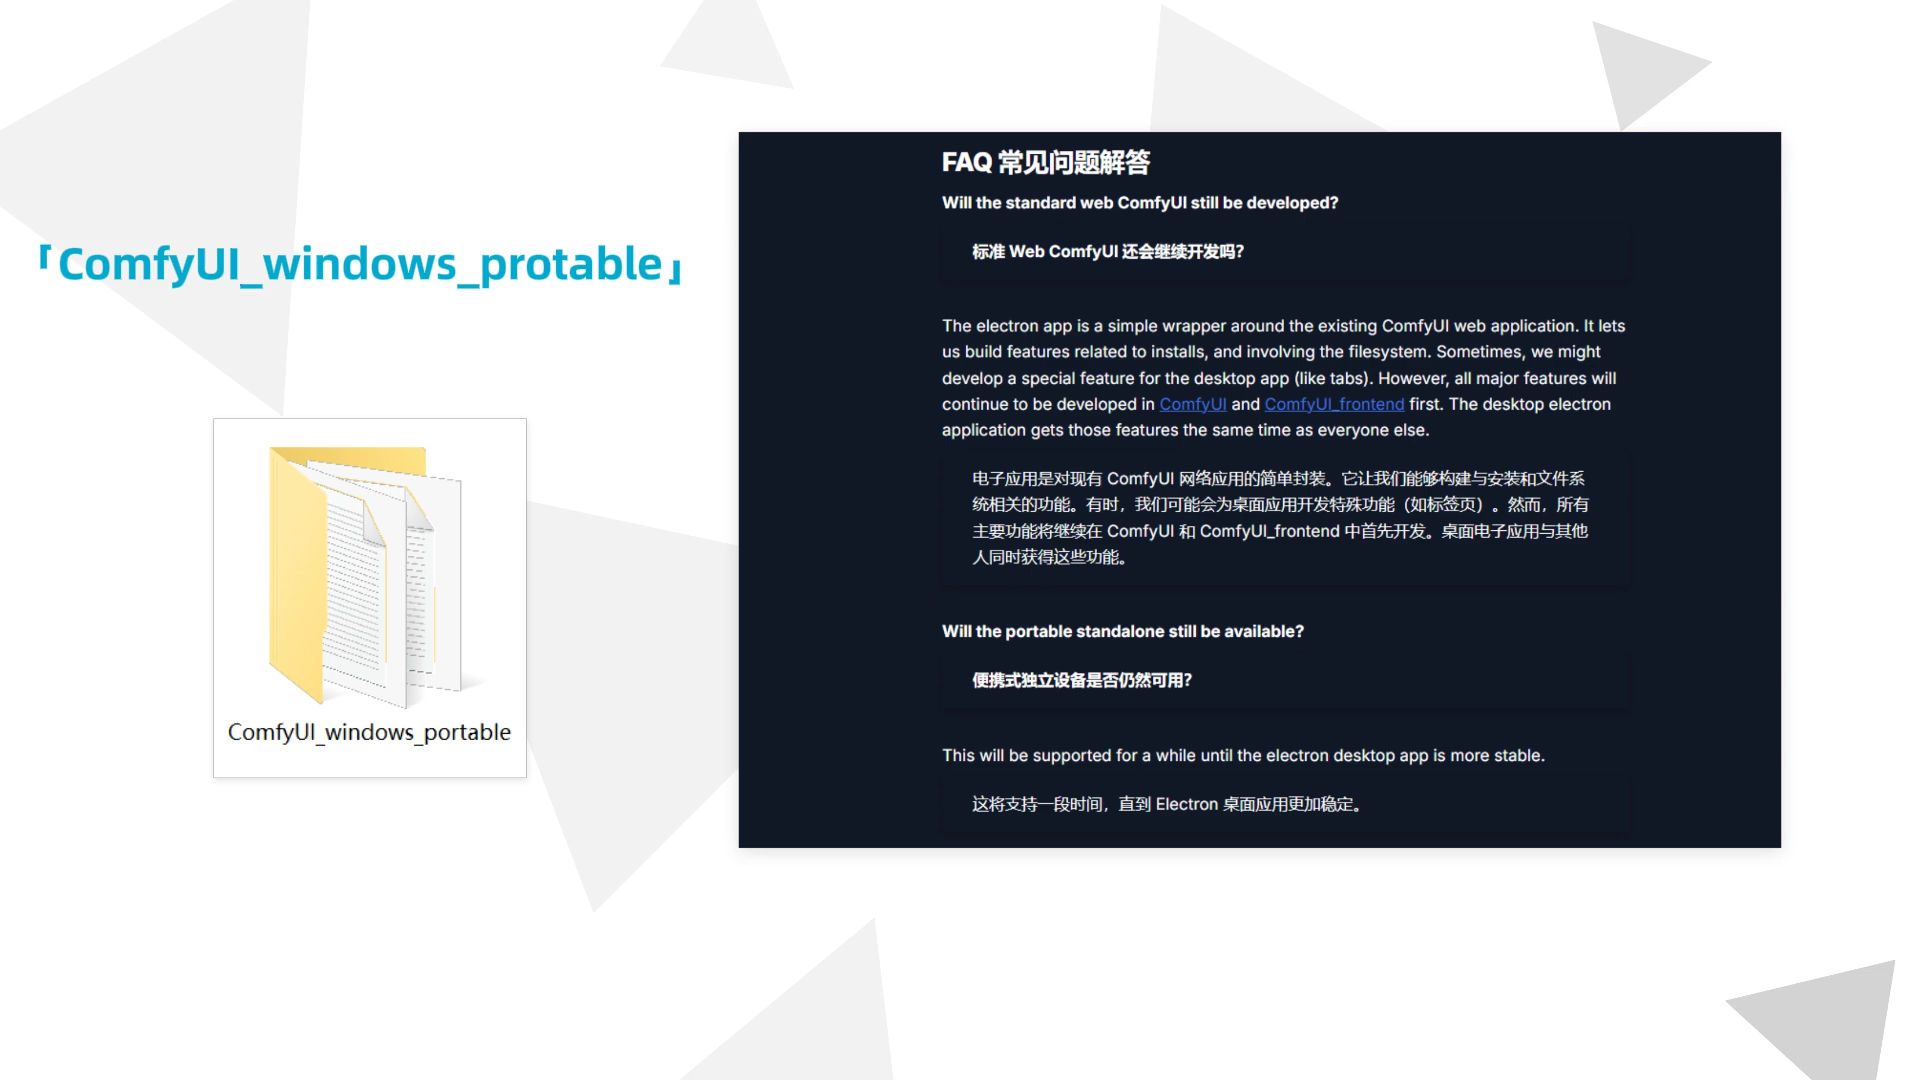 「ComfyUI_windows_protable」
ComfyUI_windows_portable
FAQ 常见问题解答
Will the standard web ComfyUI still be developed?
标准 Web ComfyUI 还会继续开发吗?
The electron app is a simple wrapper around the existing ComfyUI web application. It lets
us build features related to installs, and involving the filesystem. Sometimes, we might
develop a special feature for the desktop app (like tabs). However, all major features will
continue to be developed in ComfyUI and ComfyUI_frontend first. The desktop electron
application gets those features the same time as everyone else.
电子应用是对现有 ComfyUI 网络应用的简单封装。它让我们能够构建与安装和文件系
统相关的功能。有时，我们可能会为桌面应用开发特殊功能（如标签页）。然而，所有
主要功能将继续在 ComfyUI 和 ComfyUI_frontend 中首先开发。桌面电子应用与其他
人同时获得这些功能。
Will the portable standalone still be available?
便携式独立设备是否仍然可用?
This will be supported for a while until the electron desktop app is more stable.
这将支持一段时间，直到 Electron 桌面应用更加稳定。